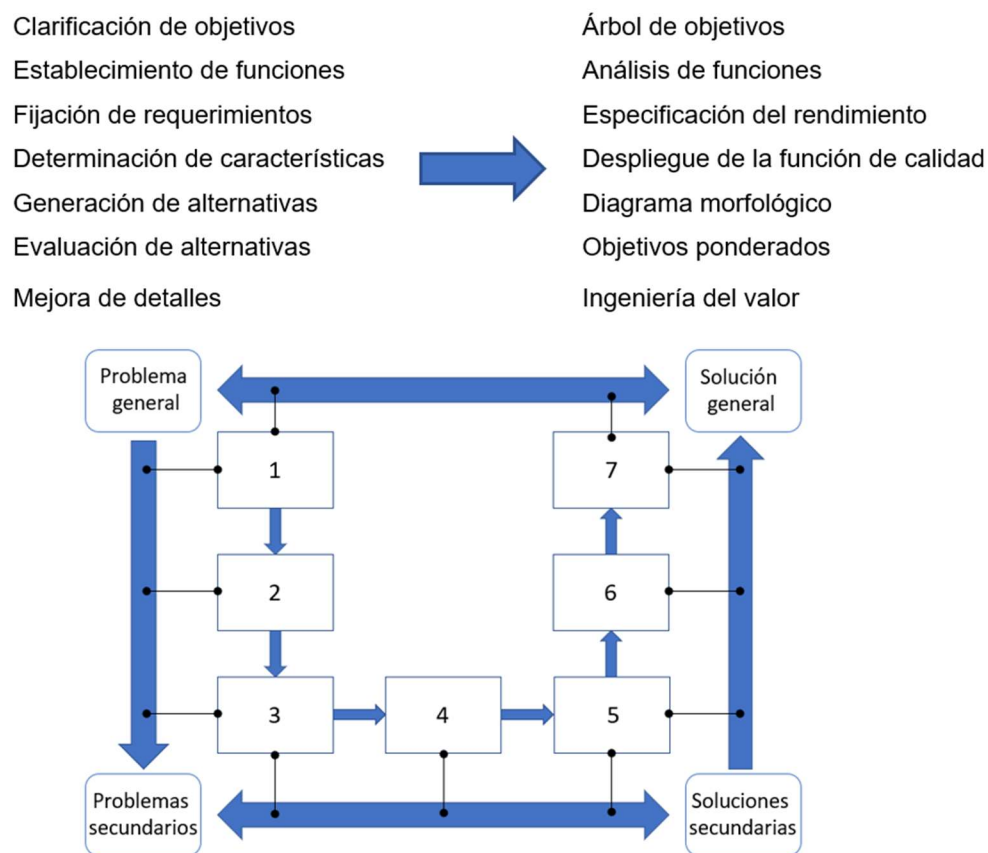 Clarificación de objetivos
Establecimiento de funciones
Fijación de requerimientos
Determinación de características
Generación de alternativas
Evaluación de alternativas
Mejora de detalles
Árbol de objetivos
Análisis de funciones
Especificación del rendimiento
Despliegue de la función de calidad
Diagrama morfológico
Objetivos ponderados
Ingeniería del valor
Problema
general
Solución
general
1
7
2
6
3
4
5
Problemas
secundarios
Soluciones
secundarias